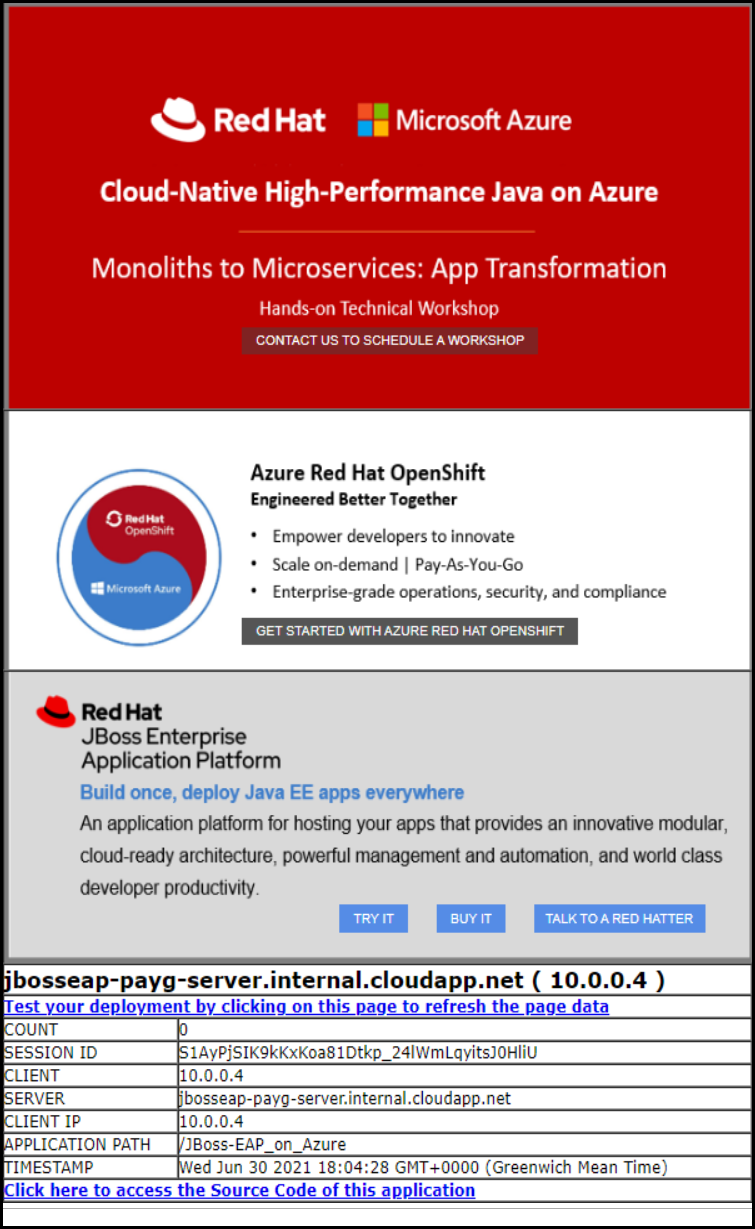 Red Hat Microsoft Azure
Cloud-Native High-Performance Java on Azure
Monoliths to Microservices: App Transformation
Hands-on Technical Workshop
CONTACT US TO SCHEDULE A WORKSHOP
Azure Red Hat OpenShift
Engineered Better Together
Red Hat
OpenShift
Microsoft Azure
• Empower developers to innovate
• Scale on-demand | Pay-As-You-Go
• Enterprise-grade operations, security, and compliance
GET STARTED WITH AZURE RED HAT OPENSHIFT
Red Hat
JBoss Enterprise
Application Platform
Build once, deploy Java EE apps everywhere
An application platform for hosting your apps that provides an innovative modular,
cloud-ready architecture, powerful management and automation, and world class
developer productivity.
TRY IT BUY IT TALK TO A RED HATTER
jbosseap-payg-server.internal.cloudapp.net ( 10.0.0.4 )
Test your deployment by clicking on this page to refresh the page data
COUNT 0
SESSION ID S1AyPjSIK9kKxKoa81Dtkp_24lWmLqyitsJ0HliU
CLIENT 10.0.0.4
SERVER jbosseap-payg-server.internal.cloudapp.net
CLIENT IP 10.0.0.4
APPLICATION PATH /JBoss-EAP_on_Azure
TIMESTAMP Wed Jun 30 2021 18:04:28 GMT+0000 (Greenwich Mean Time)
Click here to access the Source Code of this application